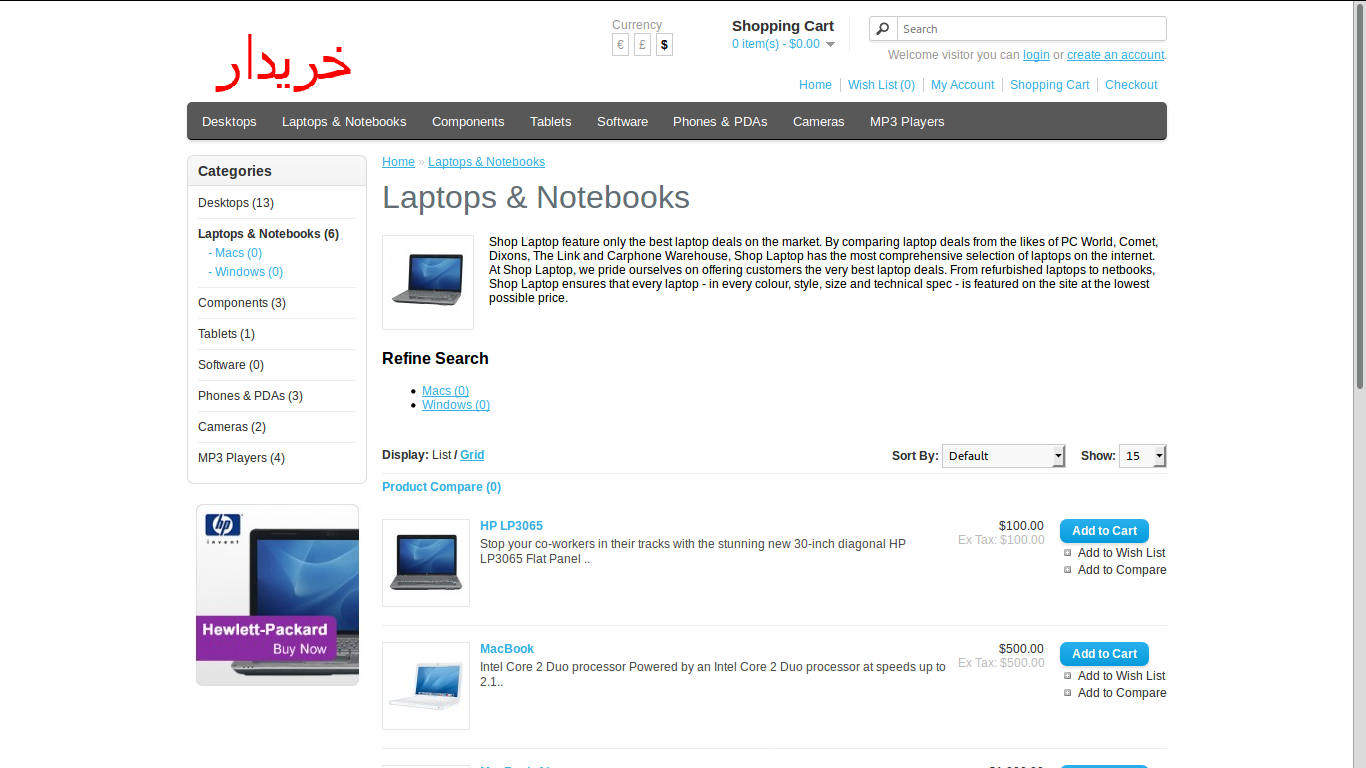 Currency
€ £ $
Shopping Cart
0 item(s) - $0.00
Search
Welcome visitor you can login or create an account.
خریدار
Home Wish List (0) My Account Shopping Cart Checkout
Desktops Laptops & Notebooks Components Tablets Software Phones & PDAs Cameras MP3 Players
Categories
Desktops (13)
Laptops & Notebooks (6)
- Macs (0)
- Windows (0)
Components (3)
Tablets (1)
Software (0)
Phones & PDAs (3)
Cameras (2)
MP3 Players (4)
hp
invent
Hewlett-Packard
Buy Now
Home » Laptops & Notebooks
Laptops & Notebooks
Shop Laptop feature only the best laptop deals on the market. By comparing laptop deals from the likes of PC World, Comet,
Dixons, The Link and Carphone Warehouse, Shop Laptop has the most comprehensive selection of laptops on the internet.
At Shop Laptop, we pride ourselves on offering customers the very best laptop deals. From refurbished laptops to netbooks,
Shop Laptop ensures that every laptop - in every colour, style, size and technical spec - is featured on the site at the lowest
possible price.
Refine Search
Macs (0)
Windows (0)
Display: List / Grid
Sort By: Default Show: 15
Product Compare (0)
HP LP3065
Stop your co-workers in their tracks with the stunning new 30-inch diagonal HP
LP3065 Flat Panel ..
$100.00
Ex Tax: $100.00
Add to Cart
Add to Wish List
Add to Compare
MacBook
Intel Core 2 Duo processor Powered by an Intel Core 2 Duo processor at speeds up to
2.1..
$500.00
Ex Tax: $500.00
Add to Cart
Add to Wish List
Add to Compare